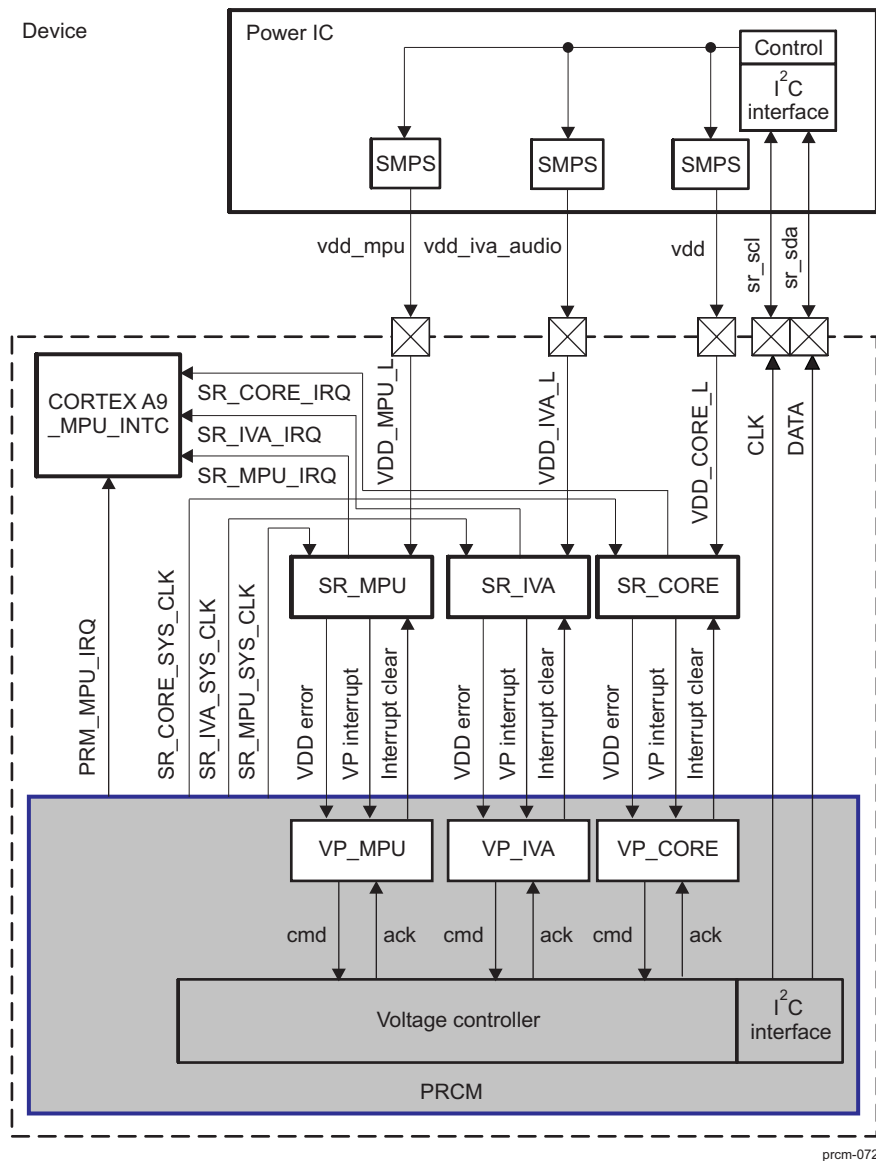 Device
Power IC
Control
I2C
interface
SMPS
SMPS
SMPS
vdd_mpu
vdd_iva_audio
vdd
sr_scl
sr_sda
CORTEX A9
_MPU_INTC
SR_CORE_IRQ
SR_IVA_IRQ
SR_MPU_IRQ
VDD_MPU_L
VDD_IVA_L
VDD_CORE_L
CLK
DATA
SR_MPU
SR_IVA
SR_CORE
PRM_MPU_IRQ
SR_CORE_SYS_CLK
SR_IVA_SYS_CLK
SR_MPU_SYS_CLK
VDD error
VP interrupt
Interrupt clear
VDD error
VP interrupt
Interrupt clear
VDD error
VP interrupt
Interrupt clear
VP_MPU
VP_IVA
VP_CORE
cmd
ack
cmd
ack
cmd
ack
Voltage controller
I2C
interface
PRCM
prcm-072